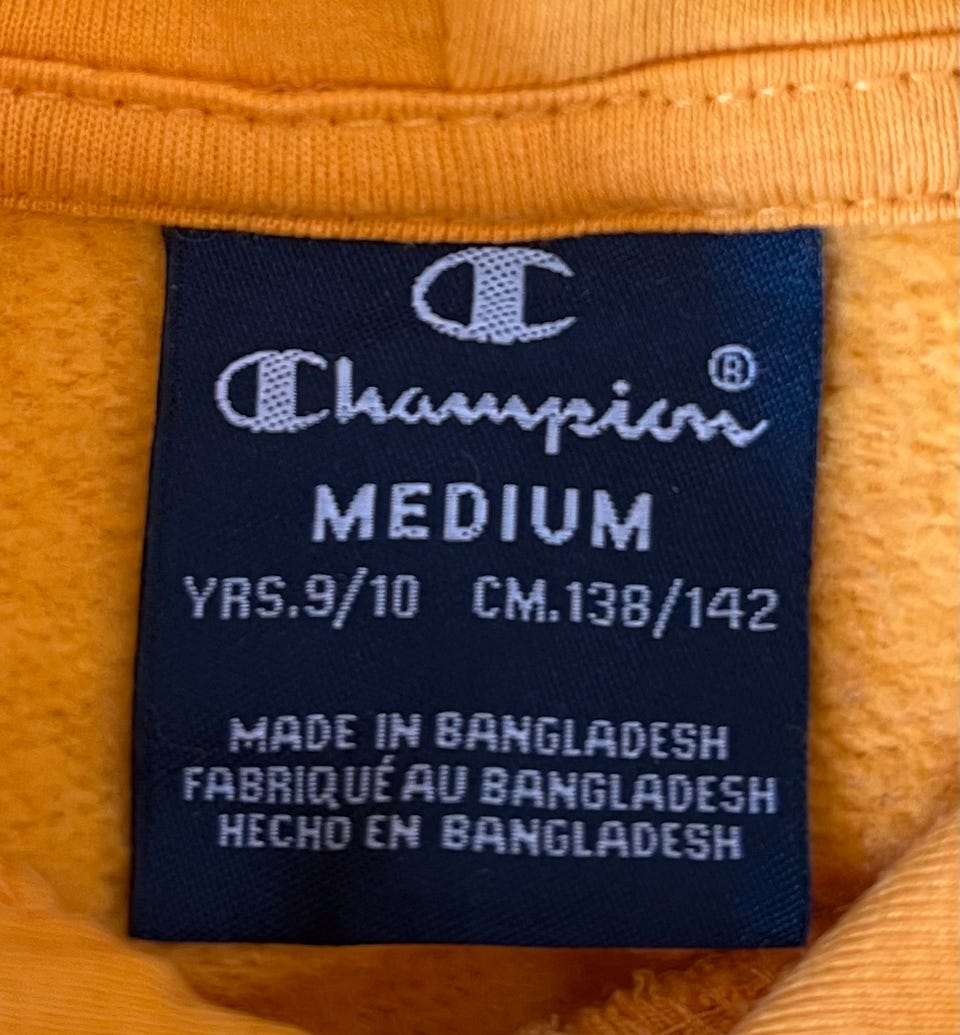 Champion®
MEDIUM
YRS.9/10 CM.138/142
MADE IN BANGLADESH
FABRIQUÉ AU BANGLADESH
HECHO EN BANGLADESH